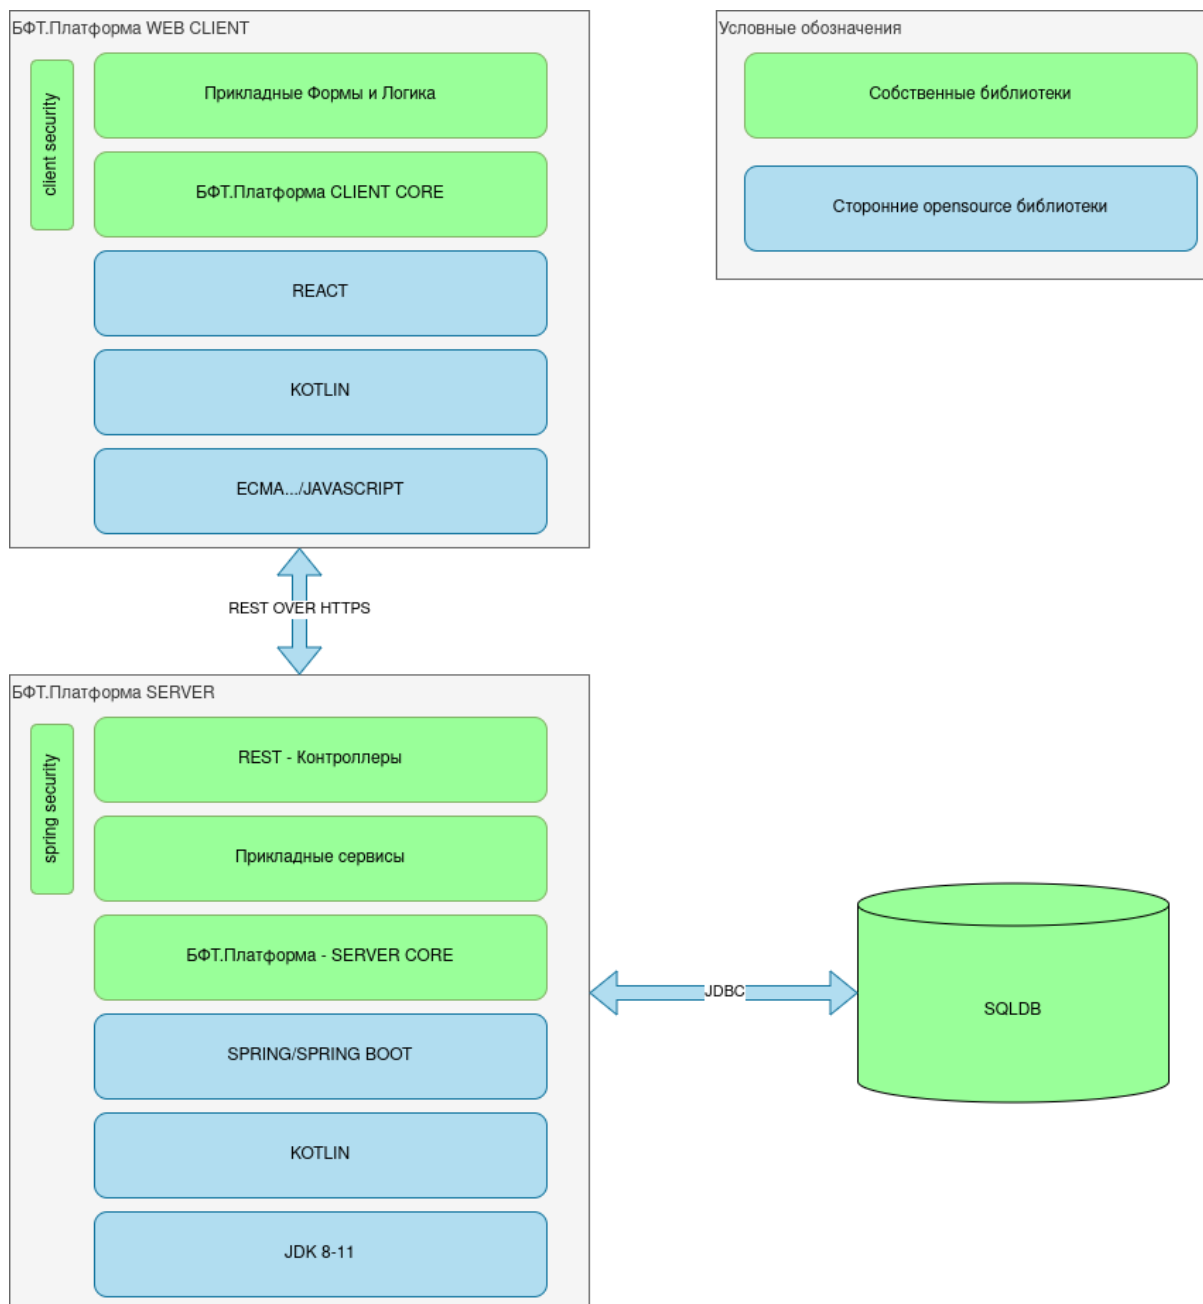 БФТ.Платформа WEB CLIENT
client security
Прикладные Формы и Логика
БФТ.Платформа CLIENT CORE
REACT
KOTLIN
ECMA.../JAVASCRIPT
Условные обозначения
Собственные библиотеки
Сторонние opensource библиотеки
REST OVER HTTPS
БФТ.Платформа SERVER
spring security
REST - Контроллеры
Прикладные сервисы
БФТ.Платформа - SERVER CORE
SPRING/SPRING BOOT
KOTLIN
JDK 8-11
JDBC
SQLDB